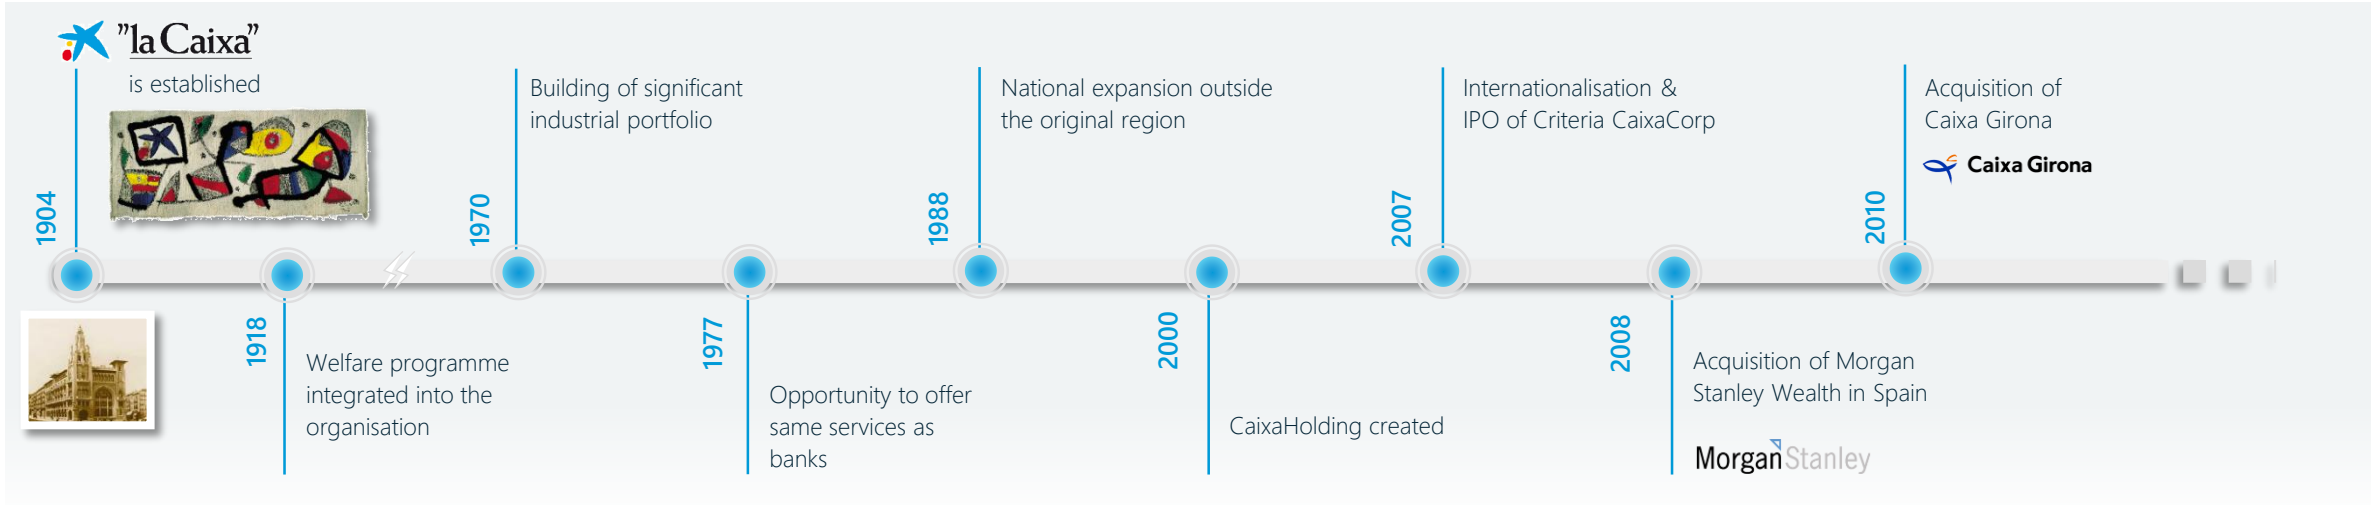 "la Caixa"
is established
1904
1918
Welfare programme
integrated into the
organisation
1970
Building of significant
industrial portfolio
1977
Opportunity to offer
same services as
banks
1988
National expansion outside
the original region
2000
CaixaHolding created
2007
Internationalisation &
IPO of Criteria CaixaCorp
2008
Acquisition of Morgan
Stanley Wealth in Spain
MorganStanley
2010
Acquisition of
Caixa Girona
Caixa Girona